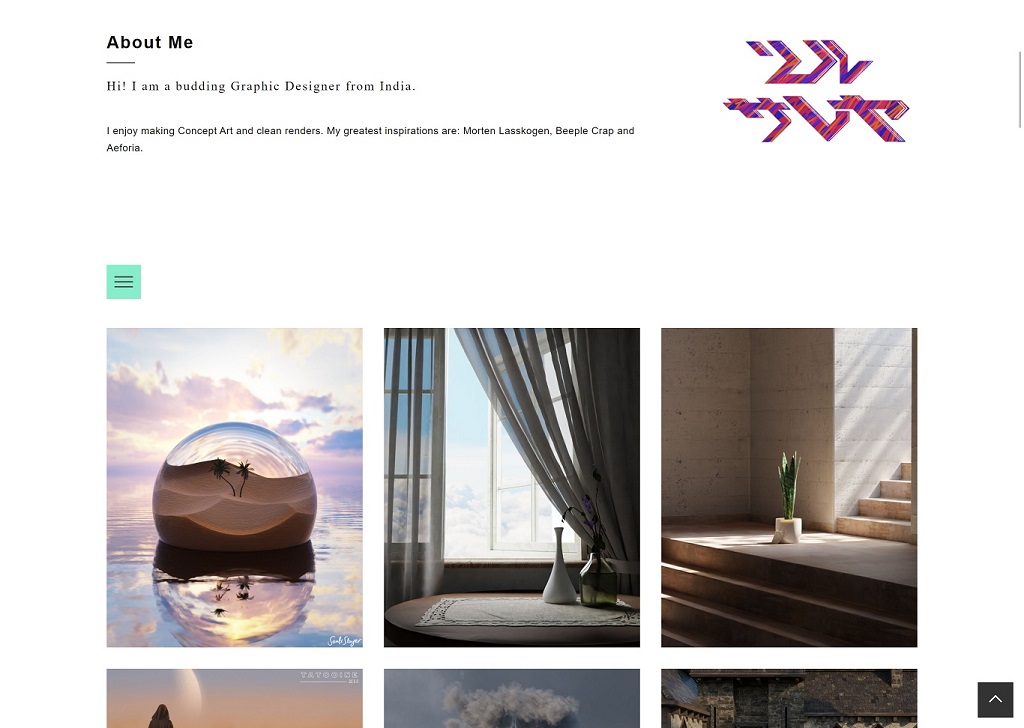 About Me
Hi! I am a budding Graphic Designer from India.
I enjoy making Concept Art and clean renders. My greatest inspirations are: Morten Lasskogen, Beeple Crap and
Aeforia.
TATOOINE